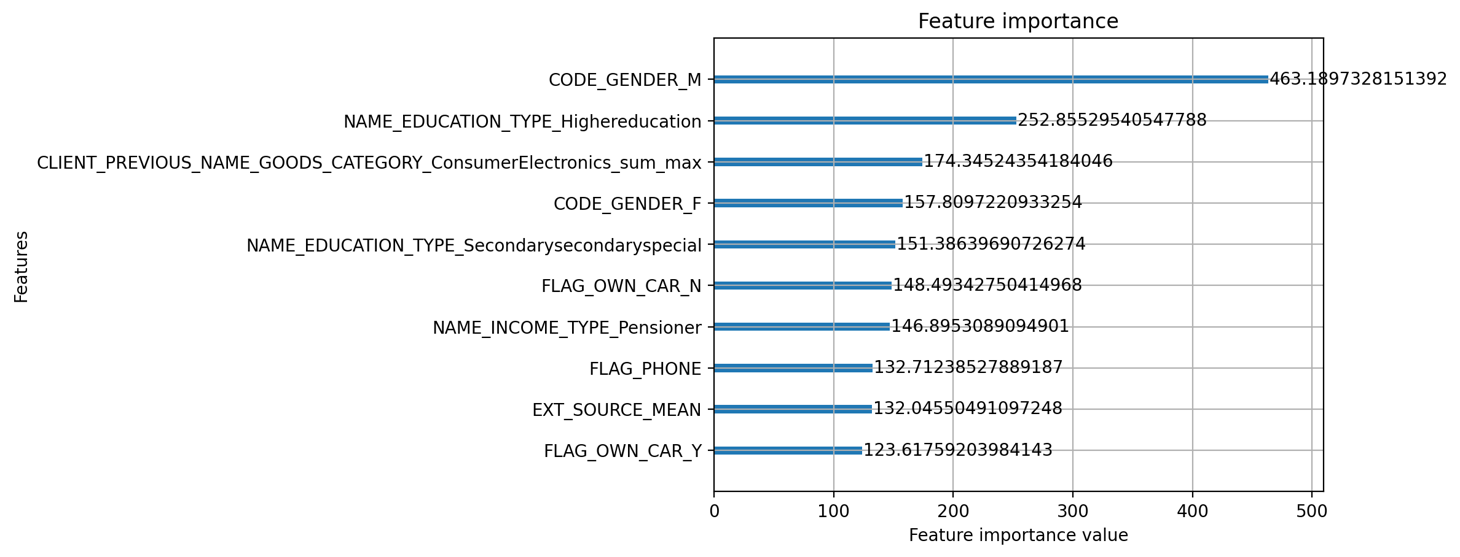 Feature importance
CODE_GENDER_M 463.1897328151392
NAME_EDUCATION_TYPE_Highereducation 252.85529540547788
CLIENT_PREVIOUS_NAME_GOODS_CATEGORY_ConsumerElectronics_sum_max 174.34524354184046
CODE_GENDER_F 157.8097220933254
NAME_EDUCATION_TYPE_Secondarysecondaryspecial 151.38639690726274
FLAG_OWN_CAR_N 148.49342750414968
NAME_INCOME_TYPE_Pensioner 146.8953089094901
FLAG_PHONE 132.71238527889187
EXT_SOURCE_MEAN 132.04550491097248
FLAG_OWN_CAR_Y 123.61759203984143
Features
0 100 200 300 400 500
Feature importance value